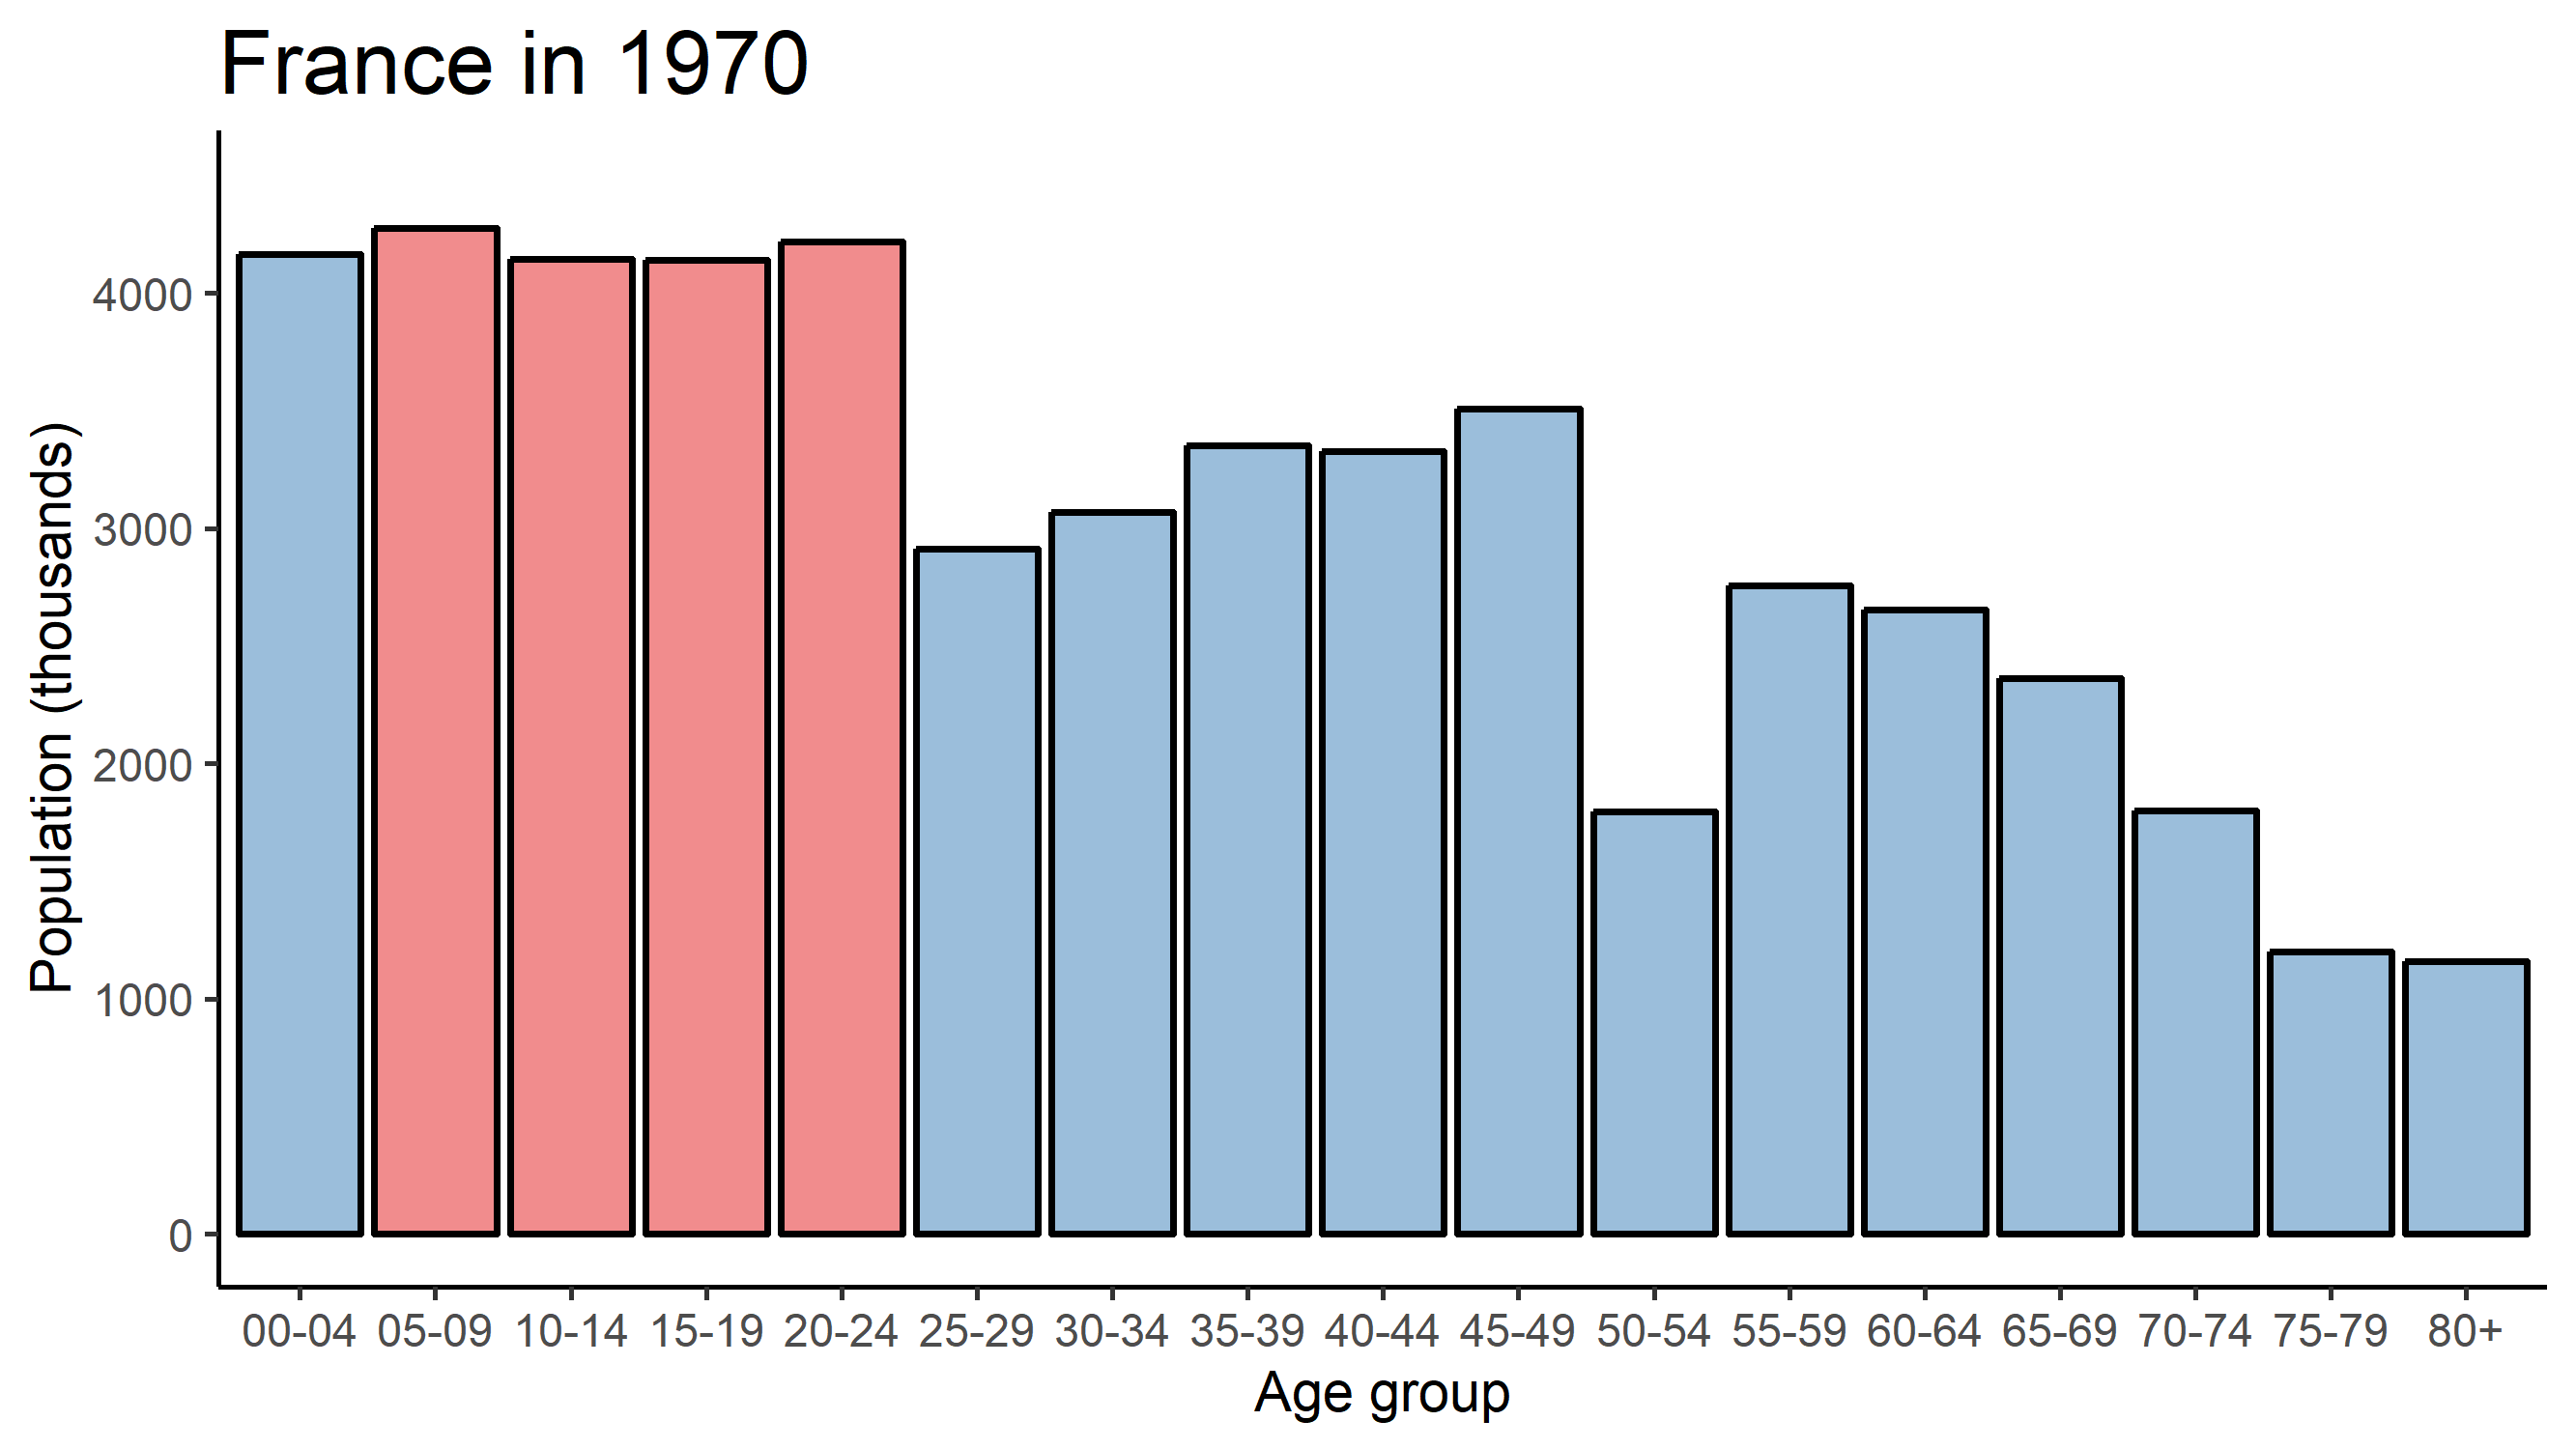 France in 1970
Population (thousands)
4000
3000
2000
1000
0
00-04 05-09 10-14 15-19 20-24 25-29 30-34 35-39 40-44 45-49 50-54 55-59 60-64 65-69 70-74 75-79 80+
Age group